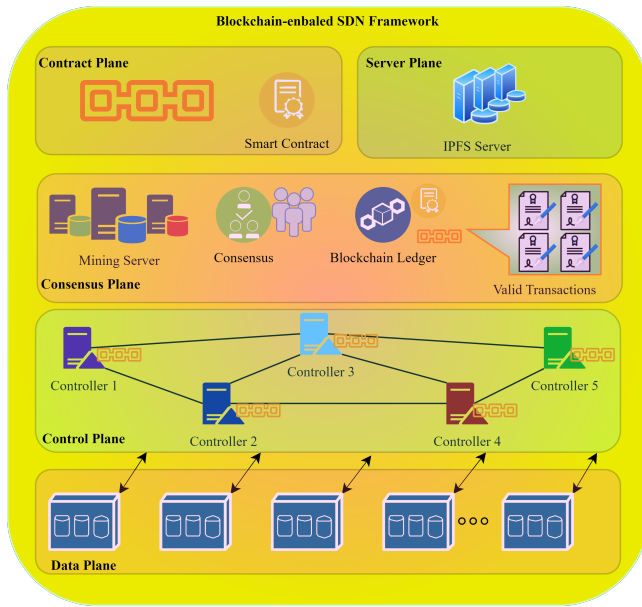 Blockchain-enbaled SDN Framework
Contract Plane
Smart Contract
Server Plane
IPFS Server
Mining Server
Consensus
Blockchain Ledger
Valid Transactions
Consensus Plane
Controller 1
Controller 3
Controller 5
Controller 2
Controller 4
Control Plane
Data Plane